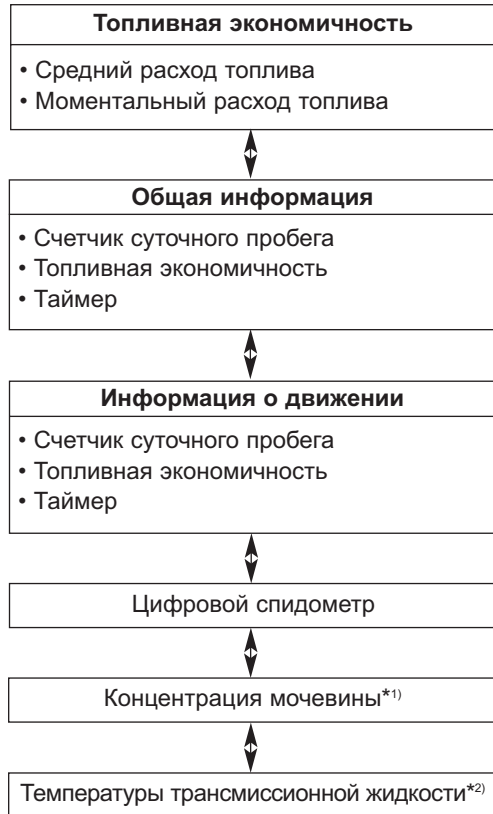 Топливная экономичность
• Средний расход топлива
• Моментальный расход топлива
Общая информация
• Счетчик суточного пробега
• Топливная экономичность
• Таймер
Информация о движении
• Счетчик суточного пробега
• Топливная экономичность
• Таймер
Цифровой спидометр
Концентрация мочевины*1)
Температуры трансмиссионной жидкости*2)